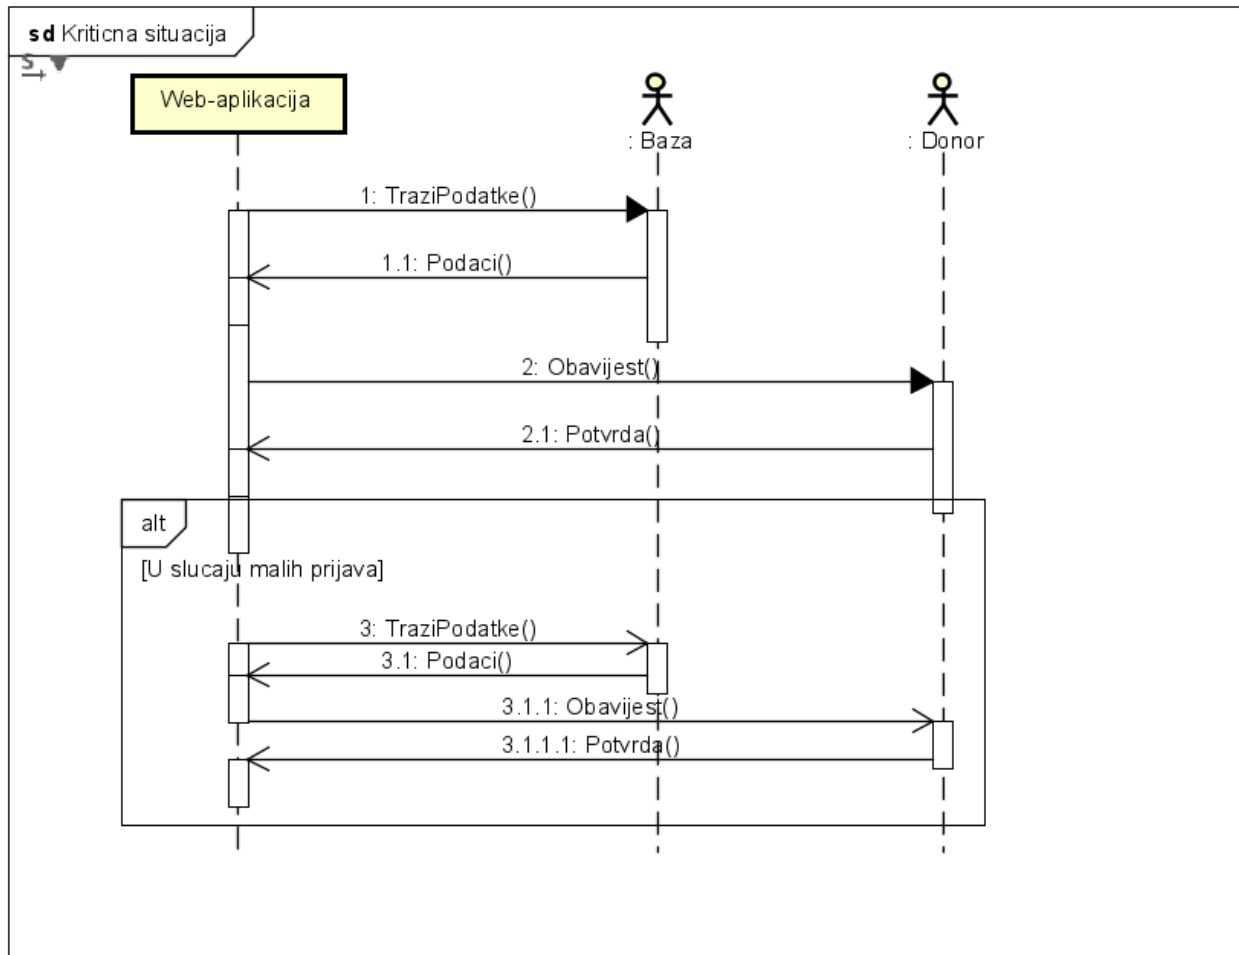 sd Kriticna situacija
S
Web-aplikacija
: Baza
: Donor
1: TraziPodatke()
1.1: Podaci()
2: Obavijest()
2.1: Potvrda()
alt
[U slucaju malih prijava]
3: TraziPodatke()
3.1: Podaci()
3.1.1: Obavijest()
3.1.1.1: Potvrda()